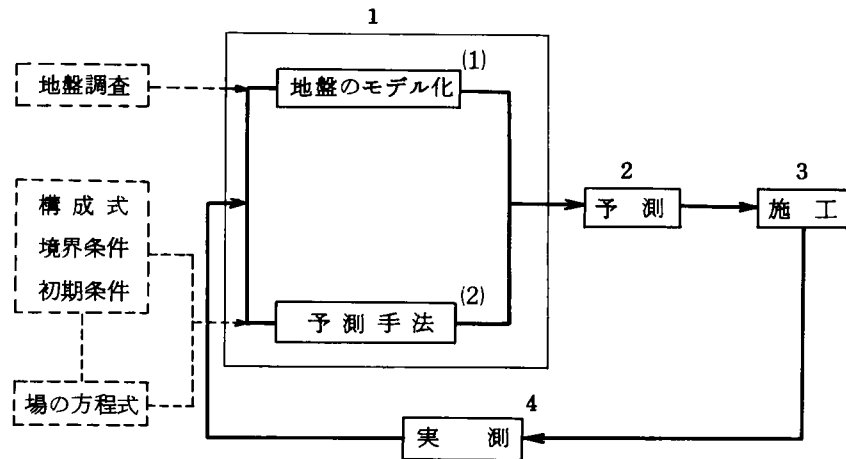 1
(1)
地盤調査
地盤のモデル化
2
3
構成式
境界条件
初期条件
予測
施工
(2)
予測手法
場の方程式
4
実測